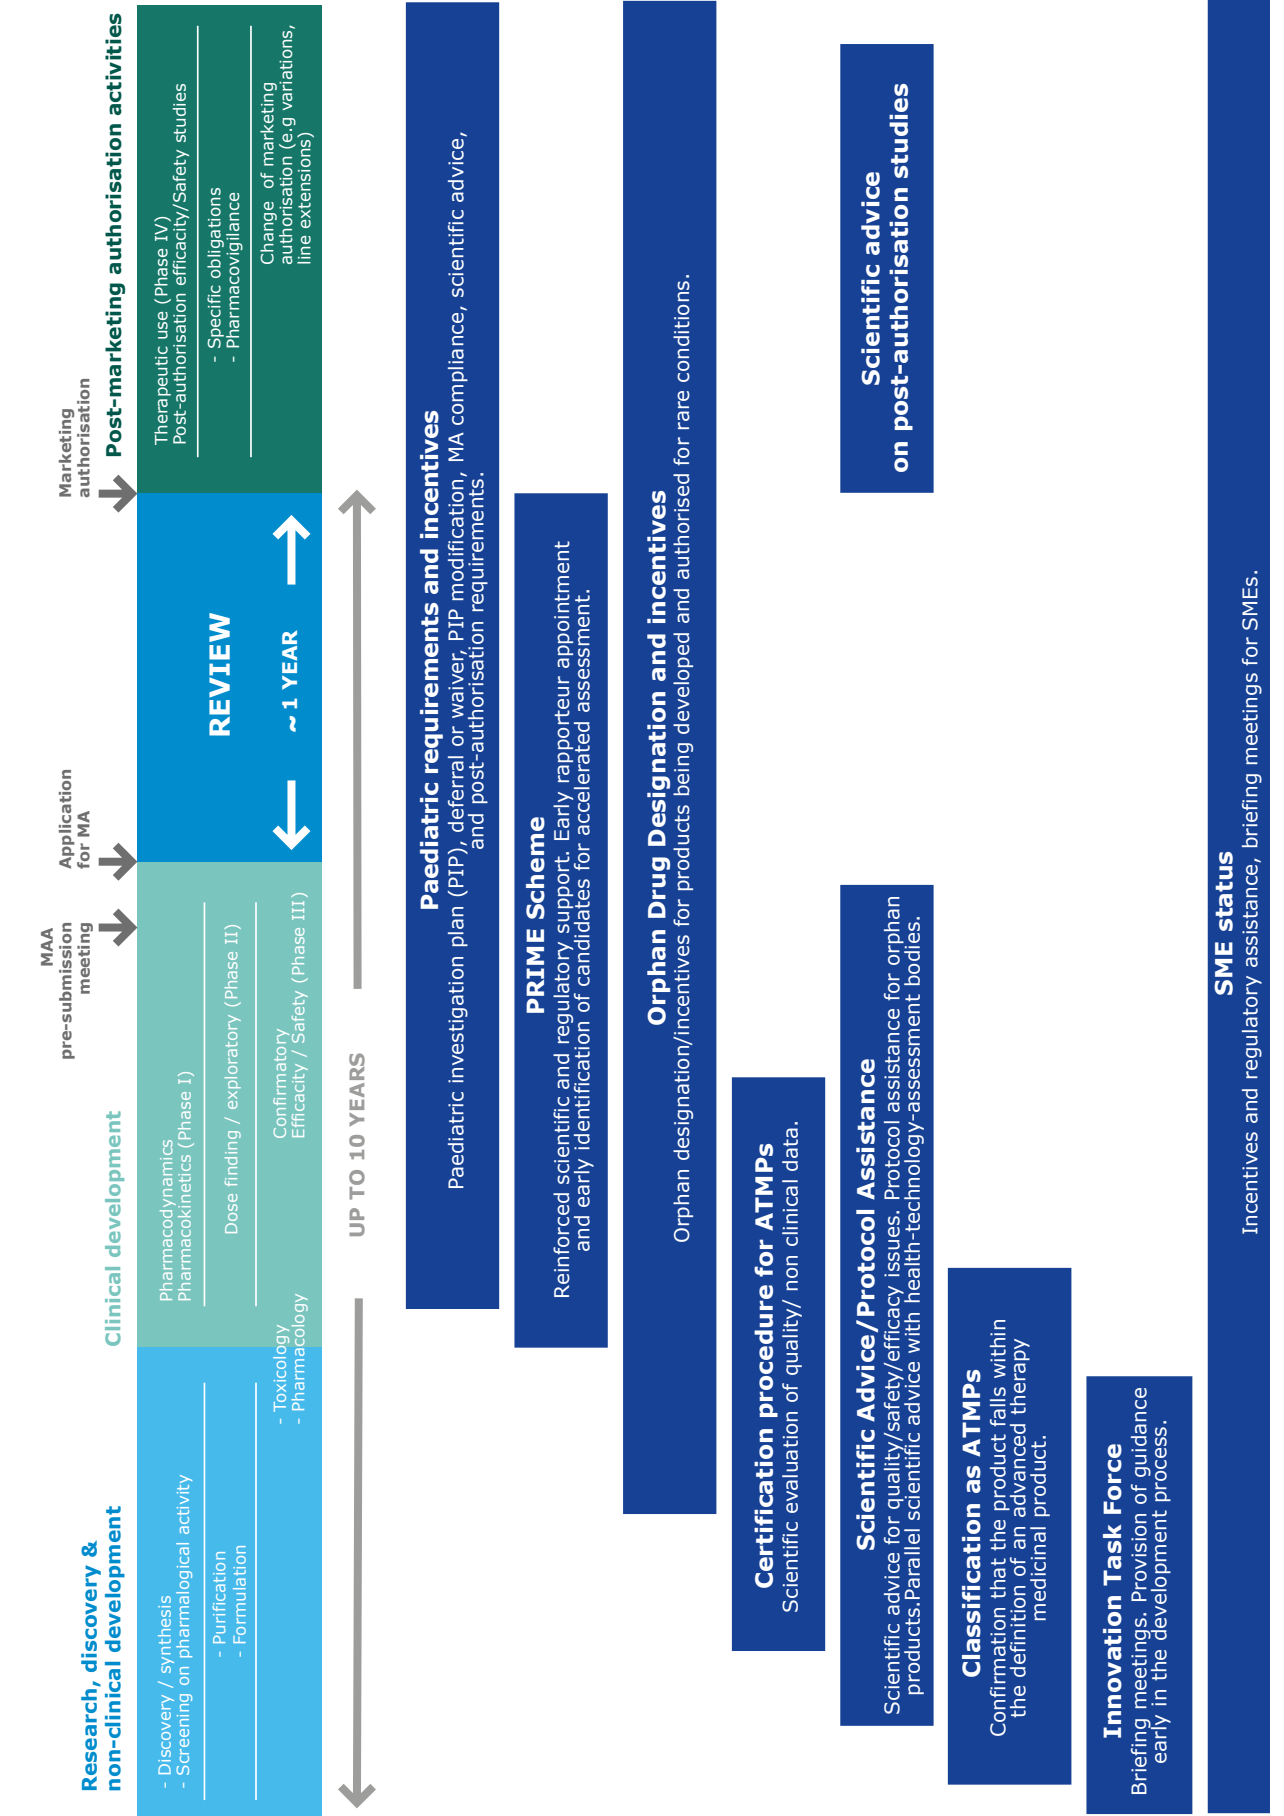 Research, discovery &
non-clinical development
Clinical development
MAA
pre-submission
meeting
Application
for MA
Marketing
authorisation
Post-marketing authorisation activities
- Discovery / synthesis
- Screening on pharmalogical activity
- Purification
- Formulation
- Toxicology
- Pharmacology
Pharmacodynamics
Pharmacokinetics (Phase I)
Dose finding / exploratory (Phase II)
Confirmatory
Efficacity / Safety (Phase III)
REVIEW
~ 1 YEAR
Therapeutic use (Phase IV)
Post-authorisation efficacity/Safety studies
- Specific obligations
- Pharmacovigilance
Change of marketing
authorisation (e.g variations,
line extensions)
UP TO 10 YEARS
Paediatric requirements and incentives
Paediatric investigation plan (PIP), deferral or waiver, PIP modification, MA compliance, scientific advice,
and post-authorisation requirements.
PRIME Scheme
Reinforced scientific and regulatory support. Early rapporteur appointment
and early identification of candidates for accelerated assessment.
Orphan Drug Designation and incentives
Orphan designation/incentives for products being developed and authorised for rare conditions.
Certification procedure for ATMPs
Scientific evaluation of quality/ non clinical data.
Scientific Advice/Protocol Assistance
Scientific advice for quality/safety/efficacy issues. Protocol assistance for orphan
products.Parallel scientific advice with health-technology-assessment bodies.
Scientific advice
on post-authorisation studies
Classification as ATMPs
Confirmation that the product falls within
the definition of an advanced therapy
medicinal product.
Innovation Task Force
Briefing meetings. Provision of guidance
early in the development process.
SME status
Incentives and regulatory assistance, briefing meetings for SMEs.